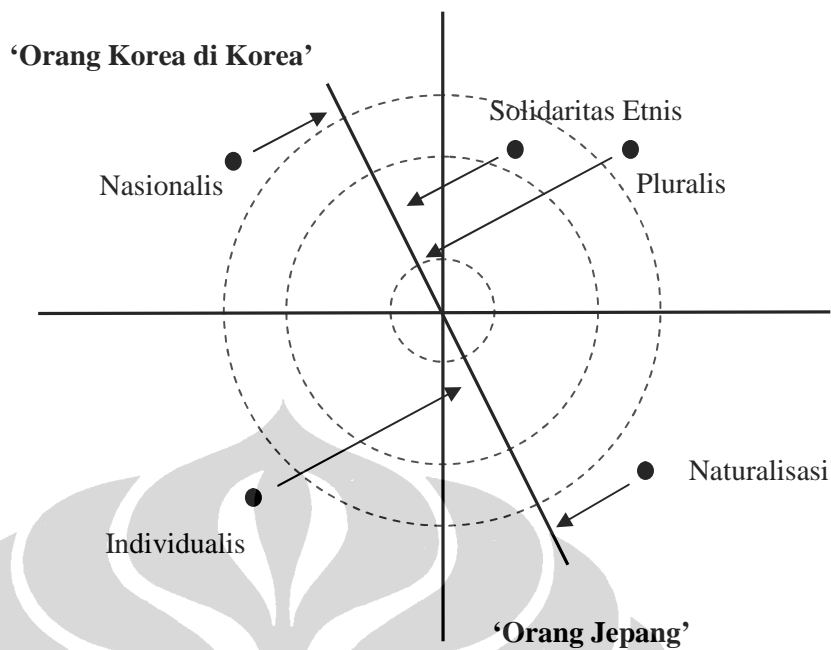 ‘Orang Korea di Korea’
Solidaritas Etnis
Nasionalis
Pluralis
Naturalisasi
Individualis
‘Orang Jepang’